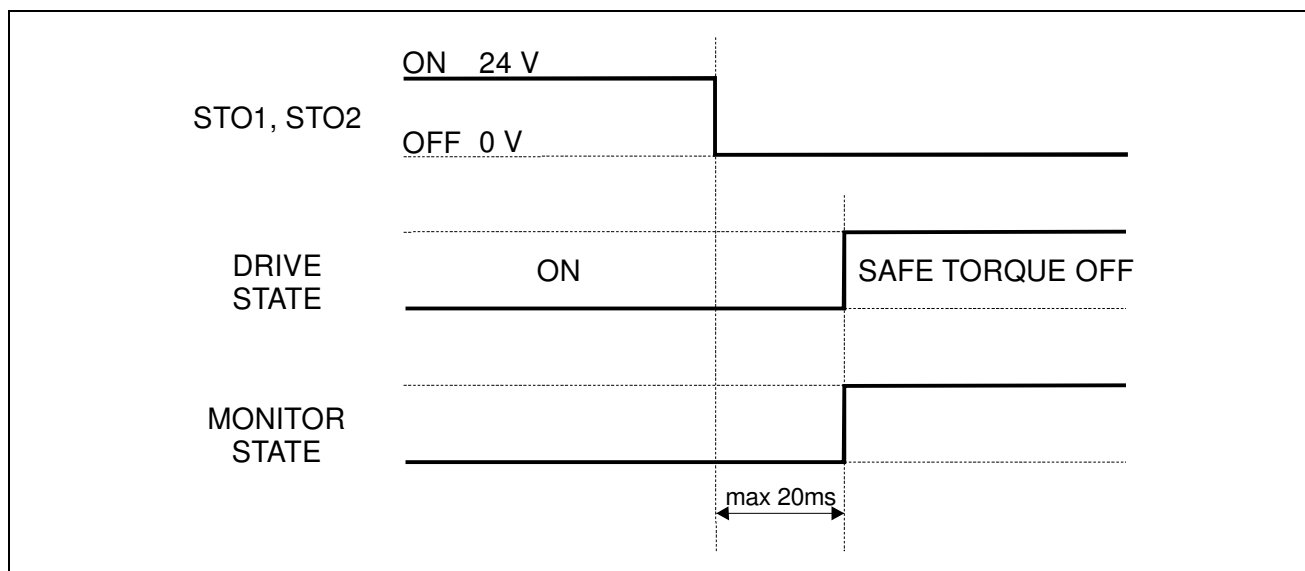 ON 24 V
STO1, STO2
OFF 0 V
DRIVE
STATE
ON
SAFE TORQUE OFF
MONITOR
STATE
max 20ms